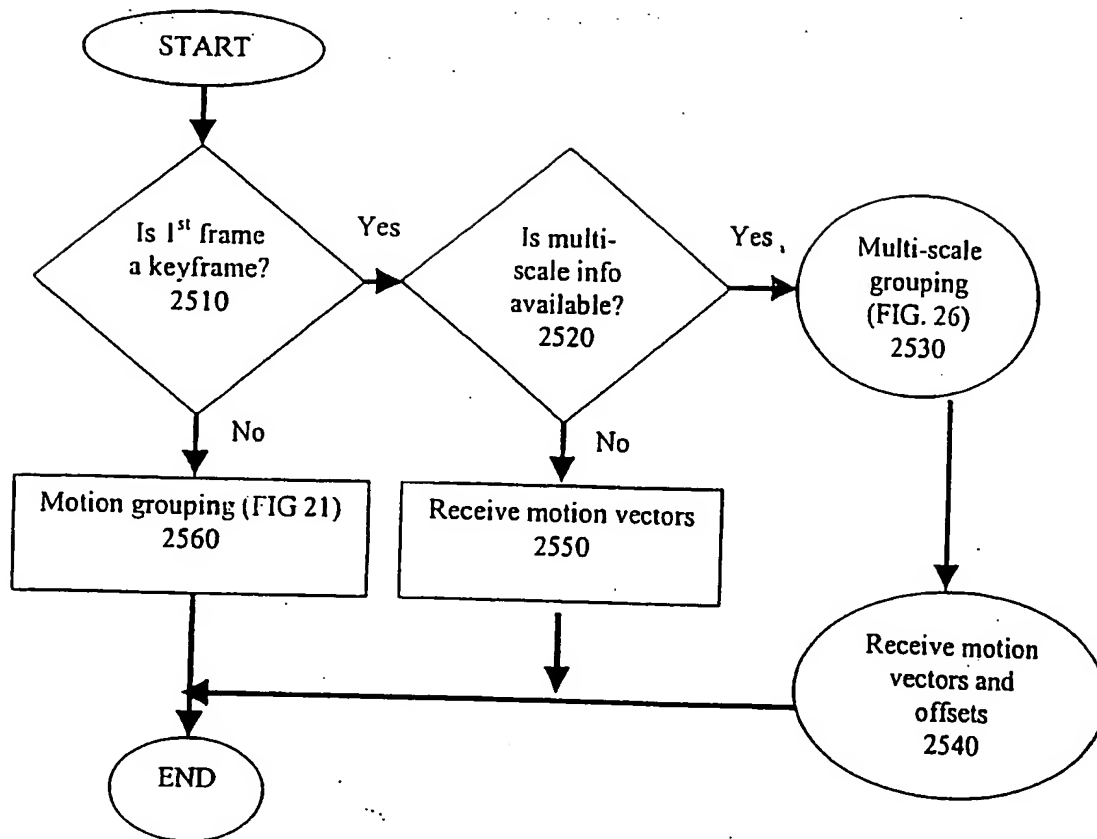 START
Is 1st frame
a keyframe?
2510
Yes
Is multi-
scale info
available?
2520
Yes
Multi-scale
grouping
(FIG. 26)
2530
No
No
Motion grouping (FIG 21)
2560
Receive motion vectors
2550
Receive motion
vectors and
offsets
2540
END